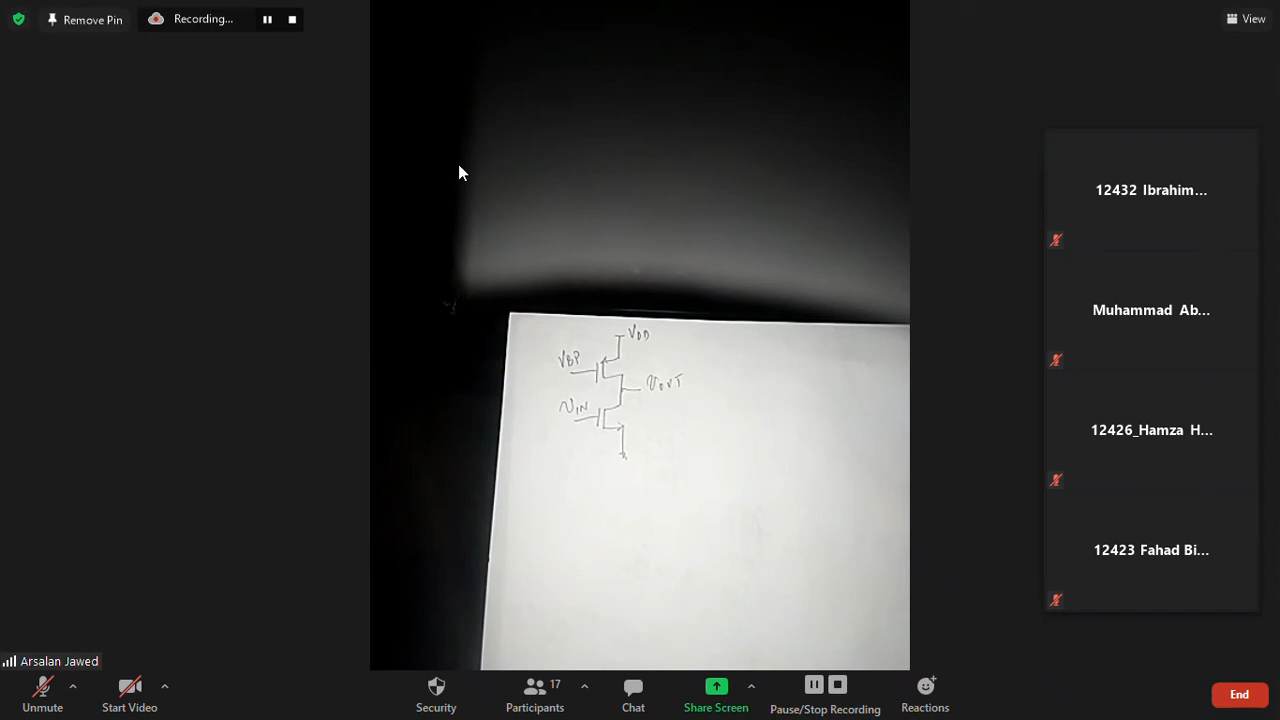 Remove Pin
Recording...
View
12432 Ibrahim...
Muhammad Ab...
12426_Hamza H...
12423 Fahad Bi...
VDD
VBP
VOUT
VIN
Arsalan Jawed
17
Unmute
Start Video
Security
Participants
Chat
Share Screen
Pause/Stop Recording
Reactions
End